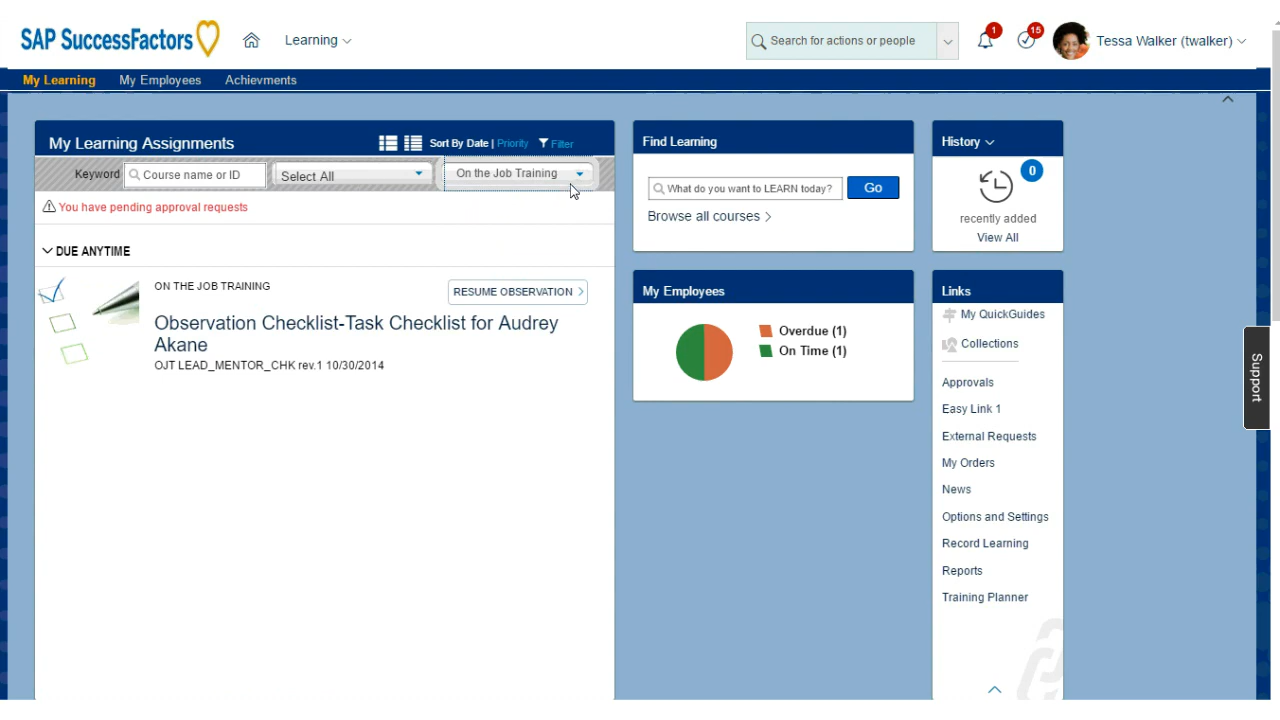 SAP SuccessFactors
Learning
Search for actions or people
1
15
Tessa Walker (twalker)
My Learning
My Employees
Achievments
My Learning Assignments
Sort By Date | Priority
Filter
Keyword
Course name or ID
Select All
On the Job Training
You have pending approval requests
DUE ANYTIME
ON THE JOB TRAINING
RESUME OBSERVATION
Observation Checklist-Task Checklist for Audrey
Akane
OJT LEAD_MENTOR_CHK rev.1 10/30/2014
Find Learning
What do you want to LEARN today?
Go
Browse all courses
My Employees
Overdue (1)
On Time (1)
History
0
recently added
View All
Links
My QuickGuides
Collections
Approvals
Easy Link 1
External Requests
My Orders
News
Options and Settings
Record Learning
Reports
Training Planner
Support